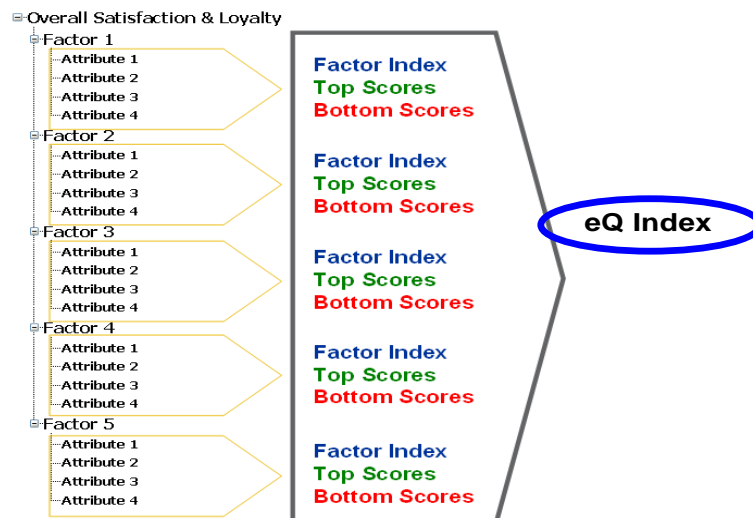 Overall Satisfaction & Loyalty
Factor 1
Attribute 1
Attribute 2
Attribute 3
Attribute 4
Factor Index
Top Scores
Bottom Scores
Factor 2
Attribute 1
Attribute 2
Attribute 3
Attribute 4
Factor Index
Top Scores
Bottom Scores
Factor 3
Attribute 1
Attribute 2
Attribute 3
Attribute 4
Factor Index
Top Scores
Bottom Scores
Factor 4
Attribute 1
Attribute 2
Attribute 3
Attribute 4
Factor Index
Top Scores
Bottom Scores
Factor 5
Attribute 1
Attribute 2
Attribute 3
Attribute 4
Factor Index
Top Scores
Bottom Scores
eQ Index